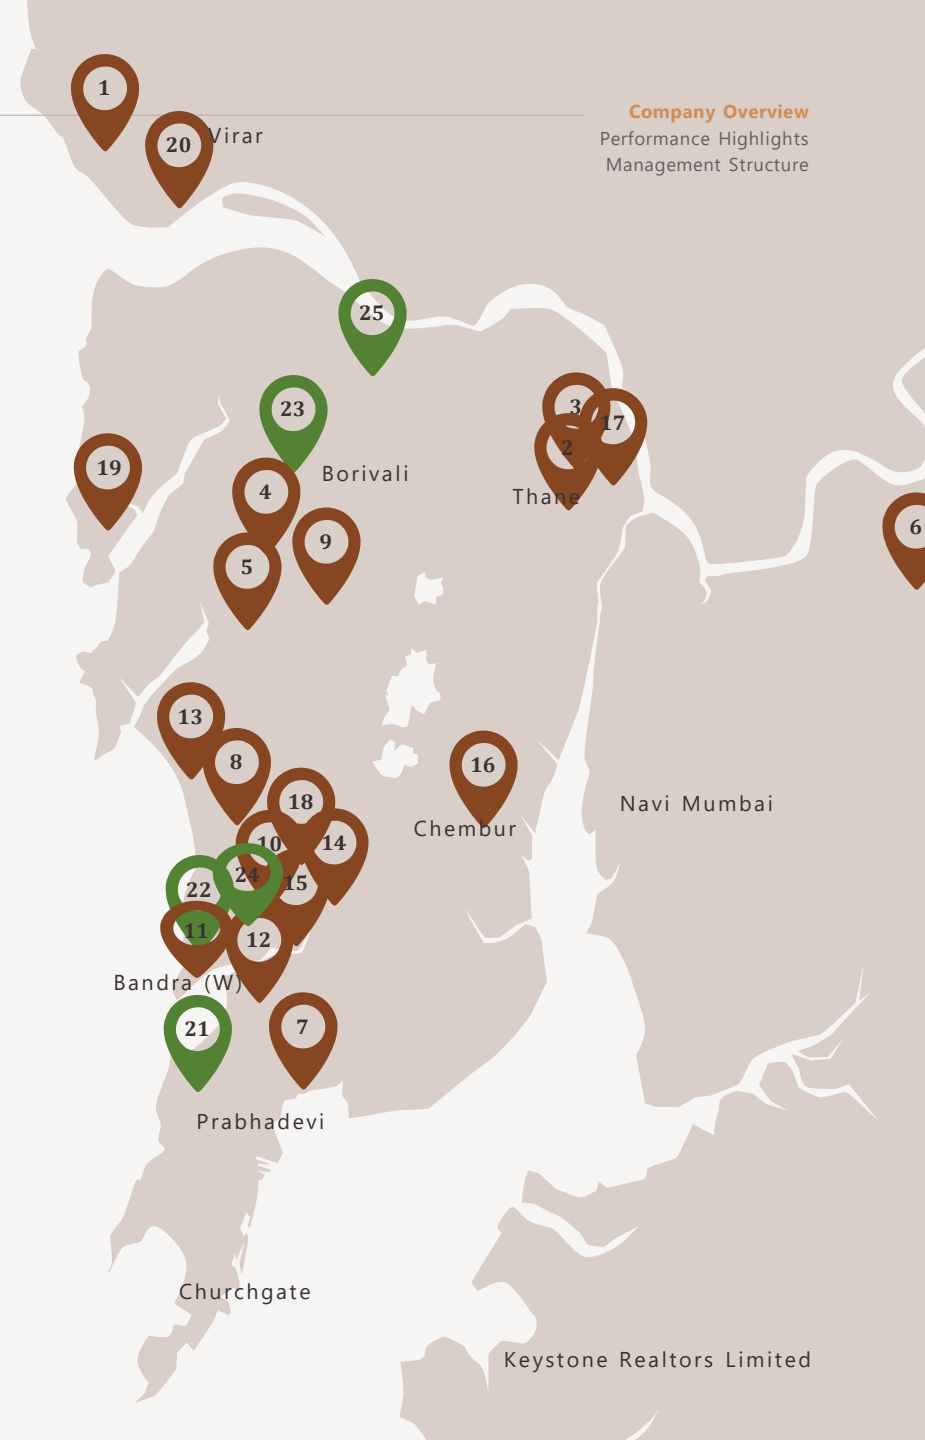 1
Company Overview
20
Virar
Performance Highlights
Management Structure
25
3
23
17
2
19
Borivali
4
Thane
6
9
5
13
8
16
18
Navi Mumbai
Chembur
10
14
24
15
22
11
12
Bandra (W)
21
7
Prabhadevi
Churchgate
Keystone Realtors Limited